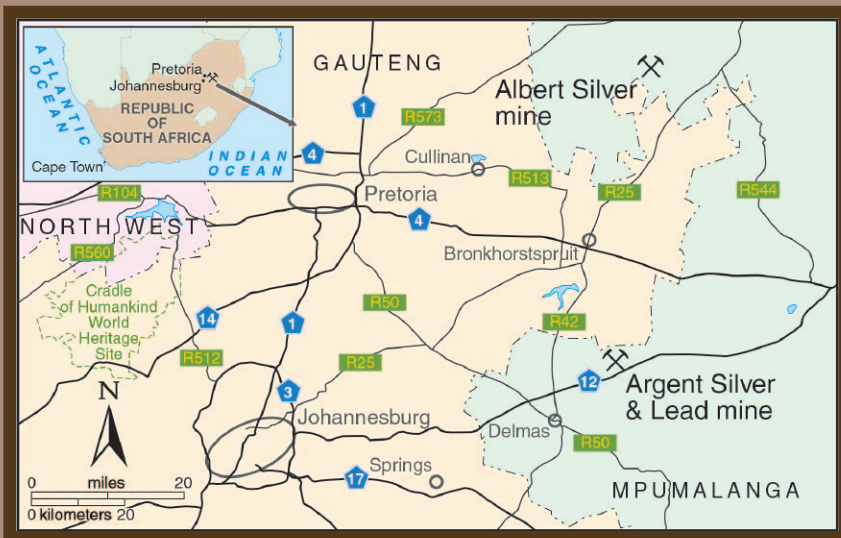 ATLANTIC
OCEAN
Pretoria
Johannesburg
REPUBLIC
OF
SOUTH AFRICA
Cape Town
INDIAN
OCEAN
GAUTENG
1
4
R573
Albert Silver
mine
Cullinan
R513
R25
R544
R104
Pretoria
4
NORTH WEST
Bronkhorstspruit
R560
Cradle
of Humankind
World
Heritage
Site
14
1
R50
R42
R512
R25
12
Argent Silver
& Lead mine
N
3
Johannesburg
Delmas
R50
17
Springs
MPUMALANGA
0 miles 20
0 kilometers 20